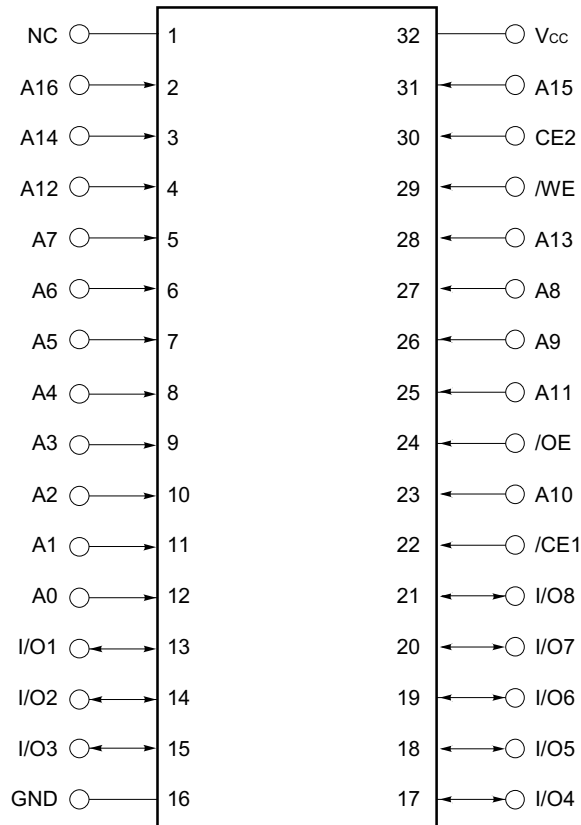 NC 1 32 VCC
A16 2 31 A15
A14 3 30 CE2
A12 4 29 /WE
A7 5 28 A13
A6 6 27 A8
A5 7 26 A9
A4 8 25 A11
A3 9 24 /OE
A2 10 23 A10
A1 11 22 /CE1
A0 12 21 I/O8
I/O1 13 20 I/O7
I/O2 14 19 I/O6
I/O3 15 18 I/O5
GND 16 17 I/O4